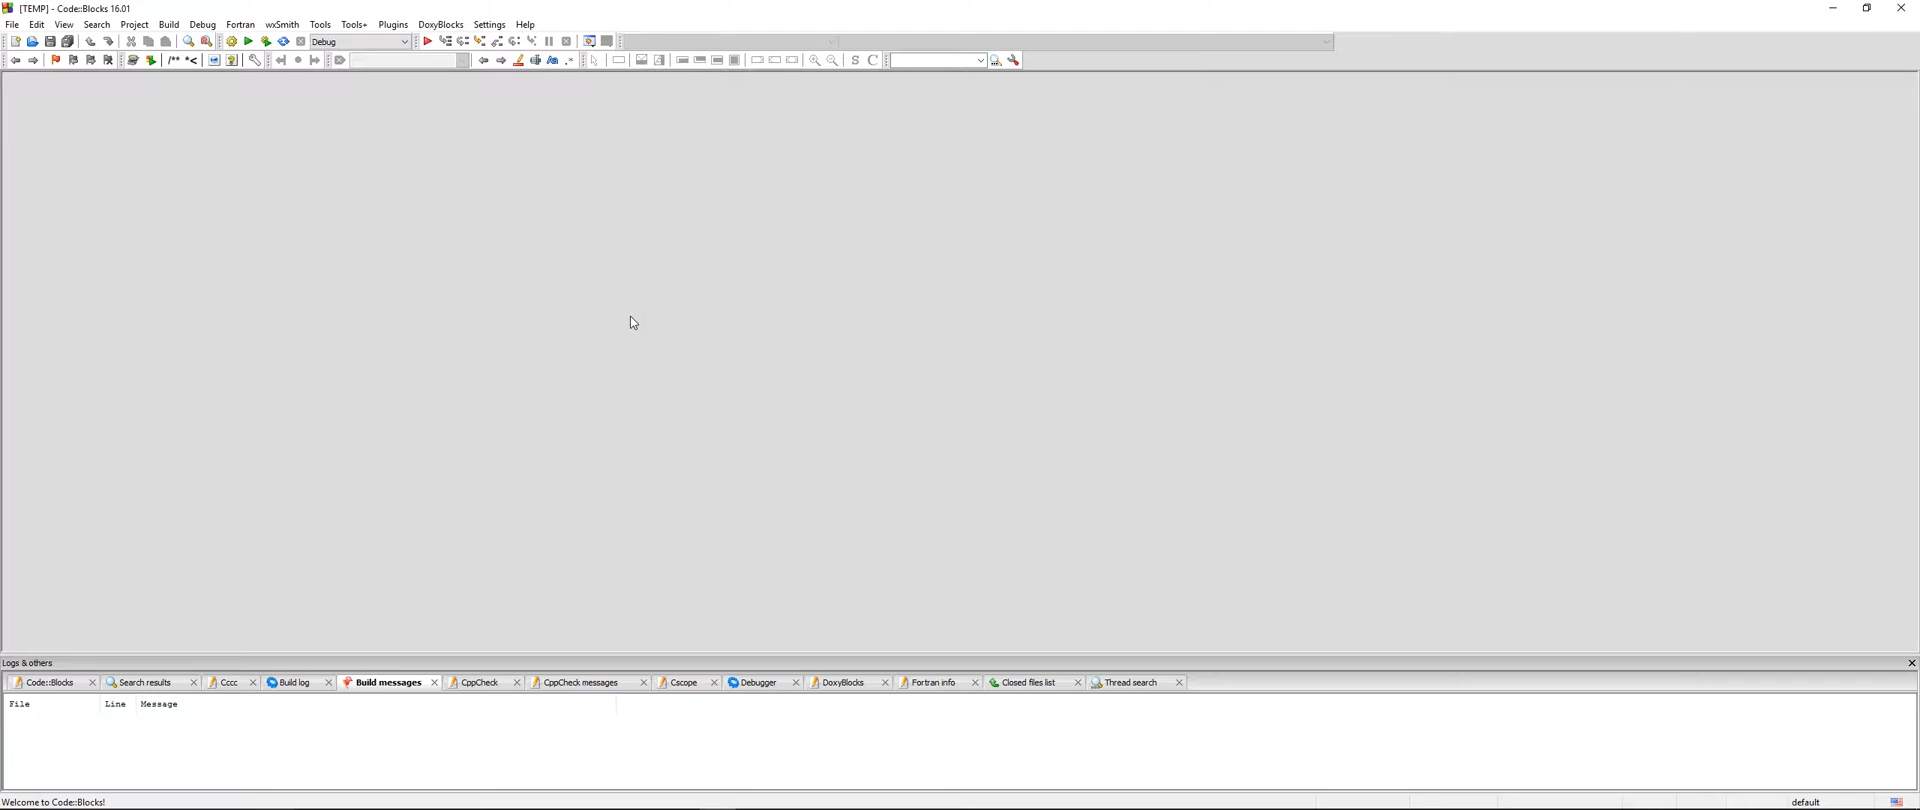 [TEMP] - Code::Blocks 16.01
File Edit View Search Project Build Debug Fortran wxSmith Tools Tools+ Plugins DoxyBlocks Settings Help
Debug
/** *< .* S C
Logs & others
Code::Blocks Search results Cccc Build log Build messages CppCheck CppCheck messages Cscope Debugger DoxyBlocks Fortran info Closed files list Thread search
File Line Message
Welcome to Code::Blocks! default